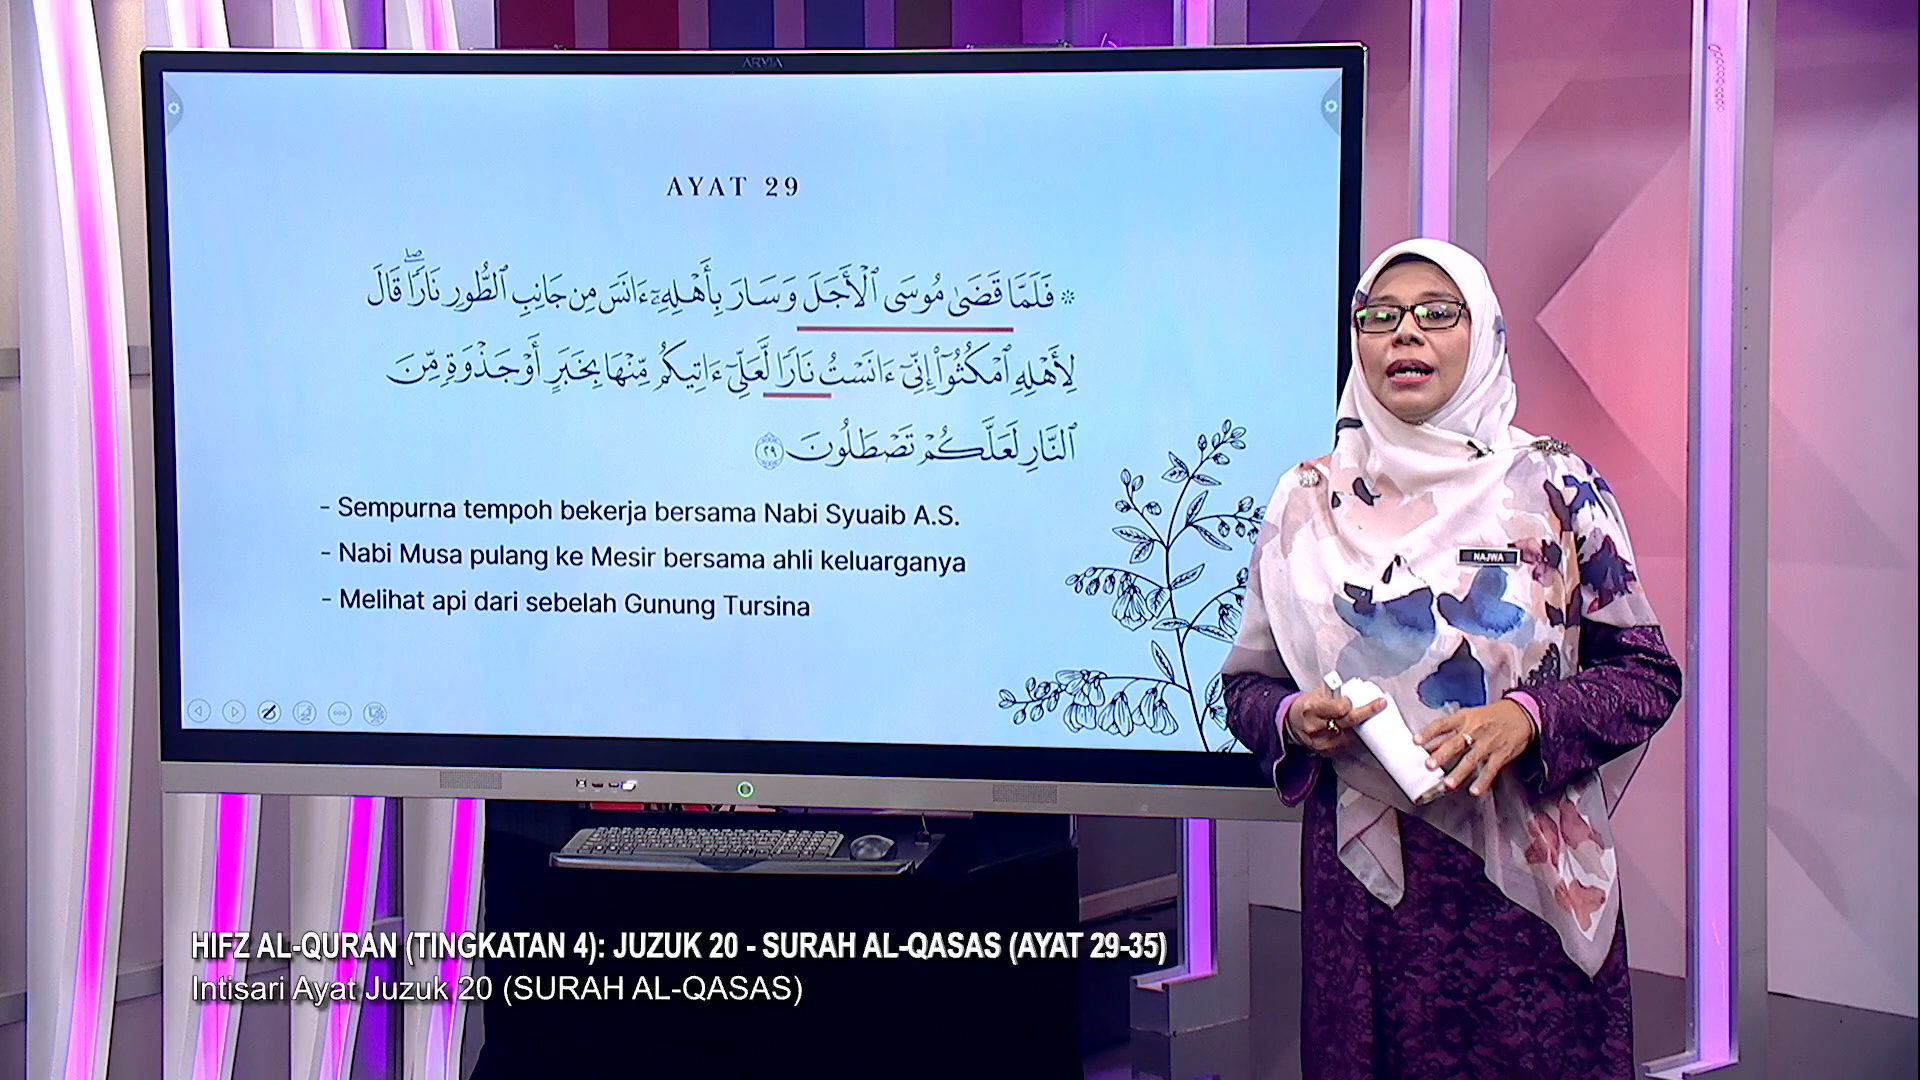 ARVIA
AYAT 29
۞ فَلَمَّا قَضَىٰ مُوسَى ٱلْأَجَلَ وَسَارَ بِأَهْلِهِۦٓ ءَانَسَ مِن جَانِبِ ٱلطُّورِ نَارًاۖ قَالَ
لِأَهْلِهِ ٱمْكُثُوٓا۟ إِنِّىٓ ءَانَسْتُ نَارًا لَّعَلِّىٓ ءَاتِيكُم مِّنْهَا بِخَبَرٍ أَوْ جَذْوَةٍ مِّنَ
ٱلنَّارِ لَعَلَّكُمْ تَصْطَلُونَ ٢٩
- Sempurna tempoh bekerja bersama Nabi Syuaib A.S.
- Nabi Musa pulang ke Mesir bersama ahli keluarganya
- Melihat api dari sebelah Gunung Tursina
NAJWA
HIFZ AL-QURAN (TINGKATAN 4): JUZUK 20 - SURAH AL-QASAS (AYAT 29-35)
Intisari Ayat Juzuk 20 (SURAH AL-QASAS)